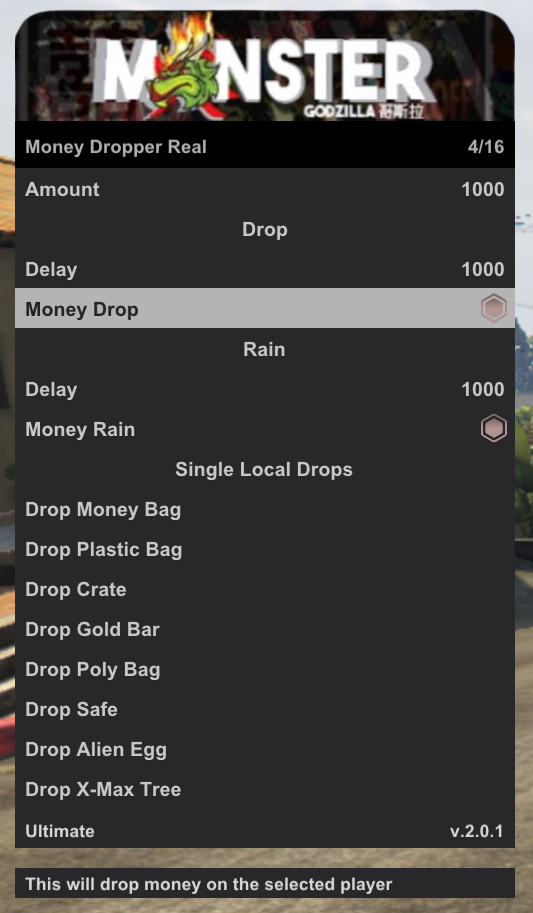 MONSTER
GODZILLA 哥斯拉
Money Dropper Real 4/16
Amount 1000
Drop
Delay 1000
Money Drop
Rain
Delay 1000
Money Rain
Single Local Drops
Drop Money Bag
Drop Plastic Bag
Drop Crate
Drop Gold Bar
Drop Poly Bag
Drop Safe
Drop Alien Egg
Drop X-Max Tree
Ultimate v.2.0.1
This will drop money on the selected player